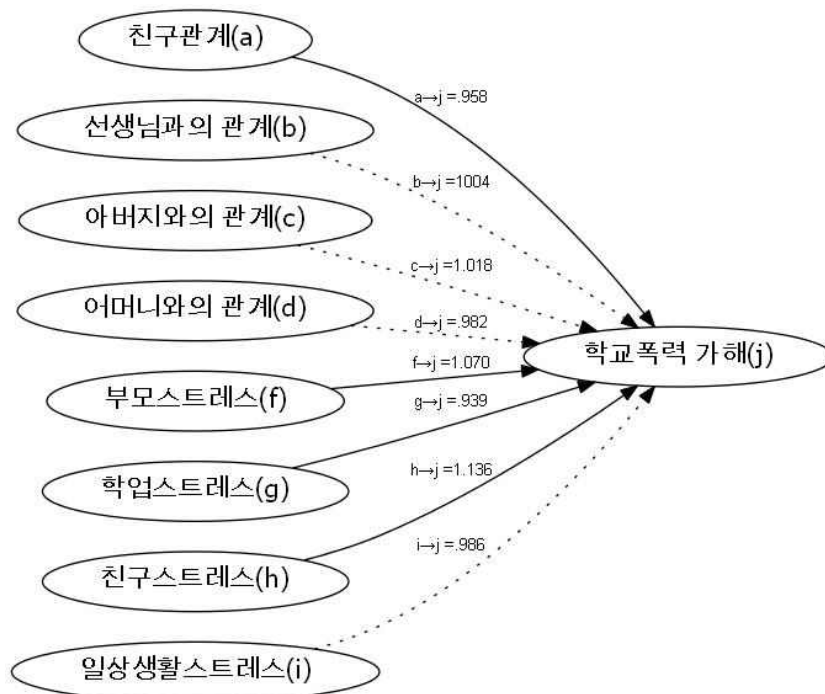 친구관계(a)
a→j =.958
선생님과의 관계(b)
b→j =1004
아버지와의 관계(c)
c→j =1.018
어머니와의 관계(d)
d→j =.982
학교폭력 가해(j)
f→j =1.070
부모스트레스(f)
g→j =.939
학업스트레스(g)
h→j =1.136
친구스트레스(h)
i→j =.986
일상생활스트레스(i)